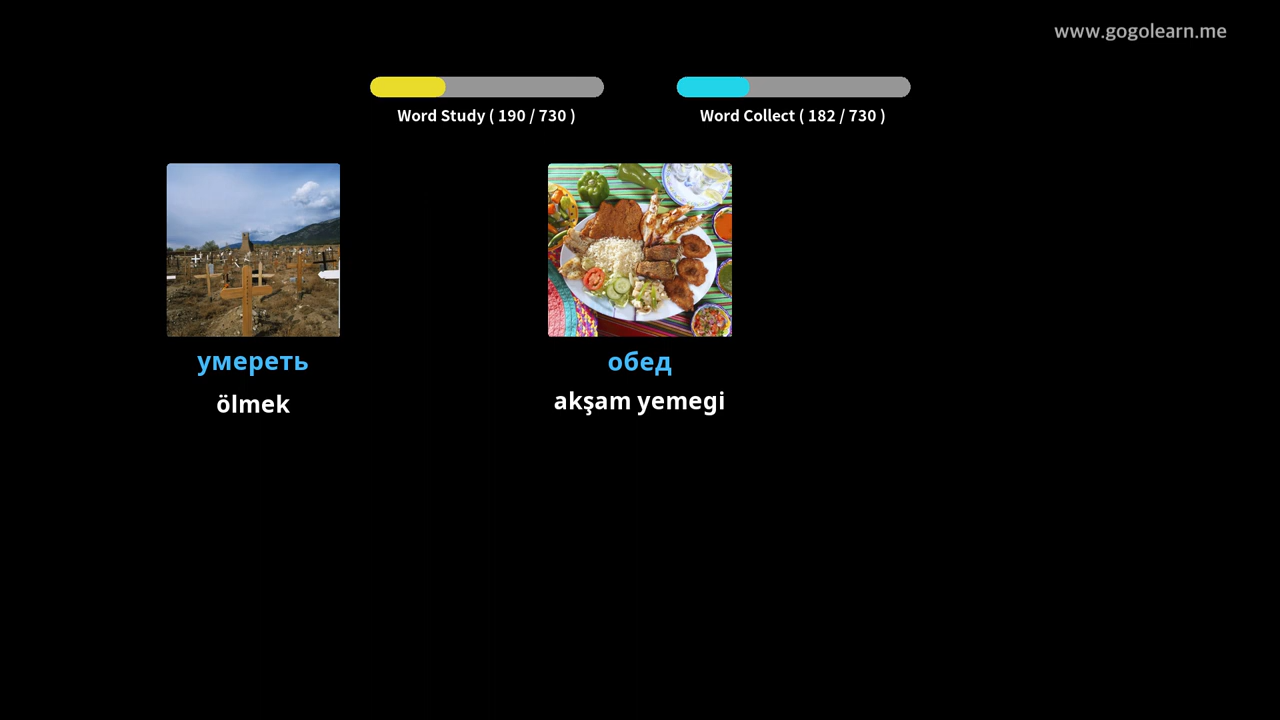 www.gogolearn.me
Word Study ( 190 / 730 )
Word Collect ( 182 / 730 )
умереть
ölmek
обед
akşam yemegi